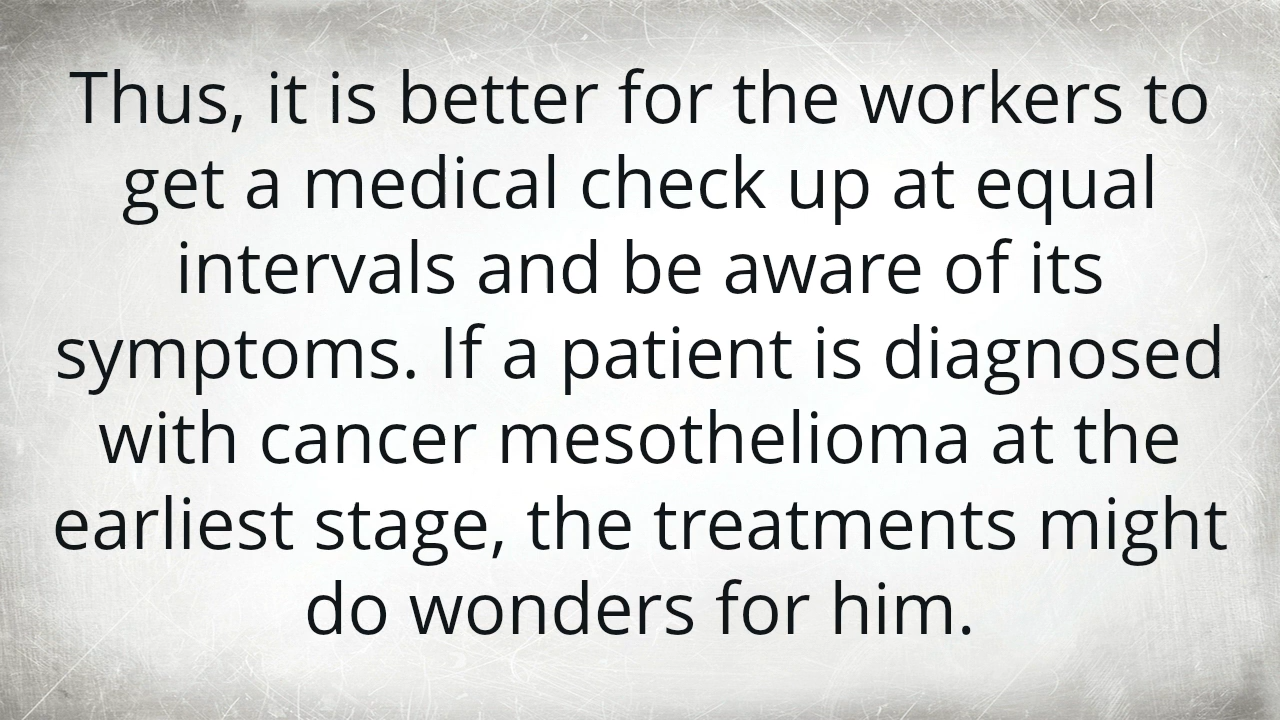 Thus, it is better for the workers to
get a medical check up at equal
intervals and be aware of its
symptoms. If a patient is diagnosed
with cancer mesothelioma at the
earliest stage, the treatments might
do wonders for him.